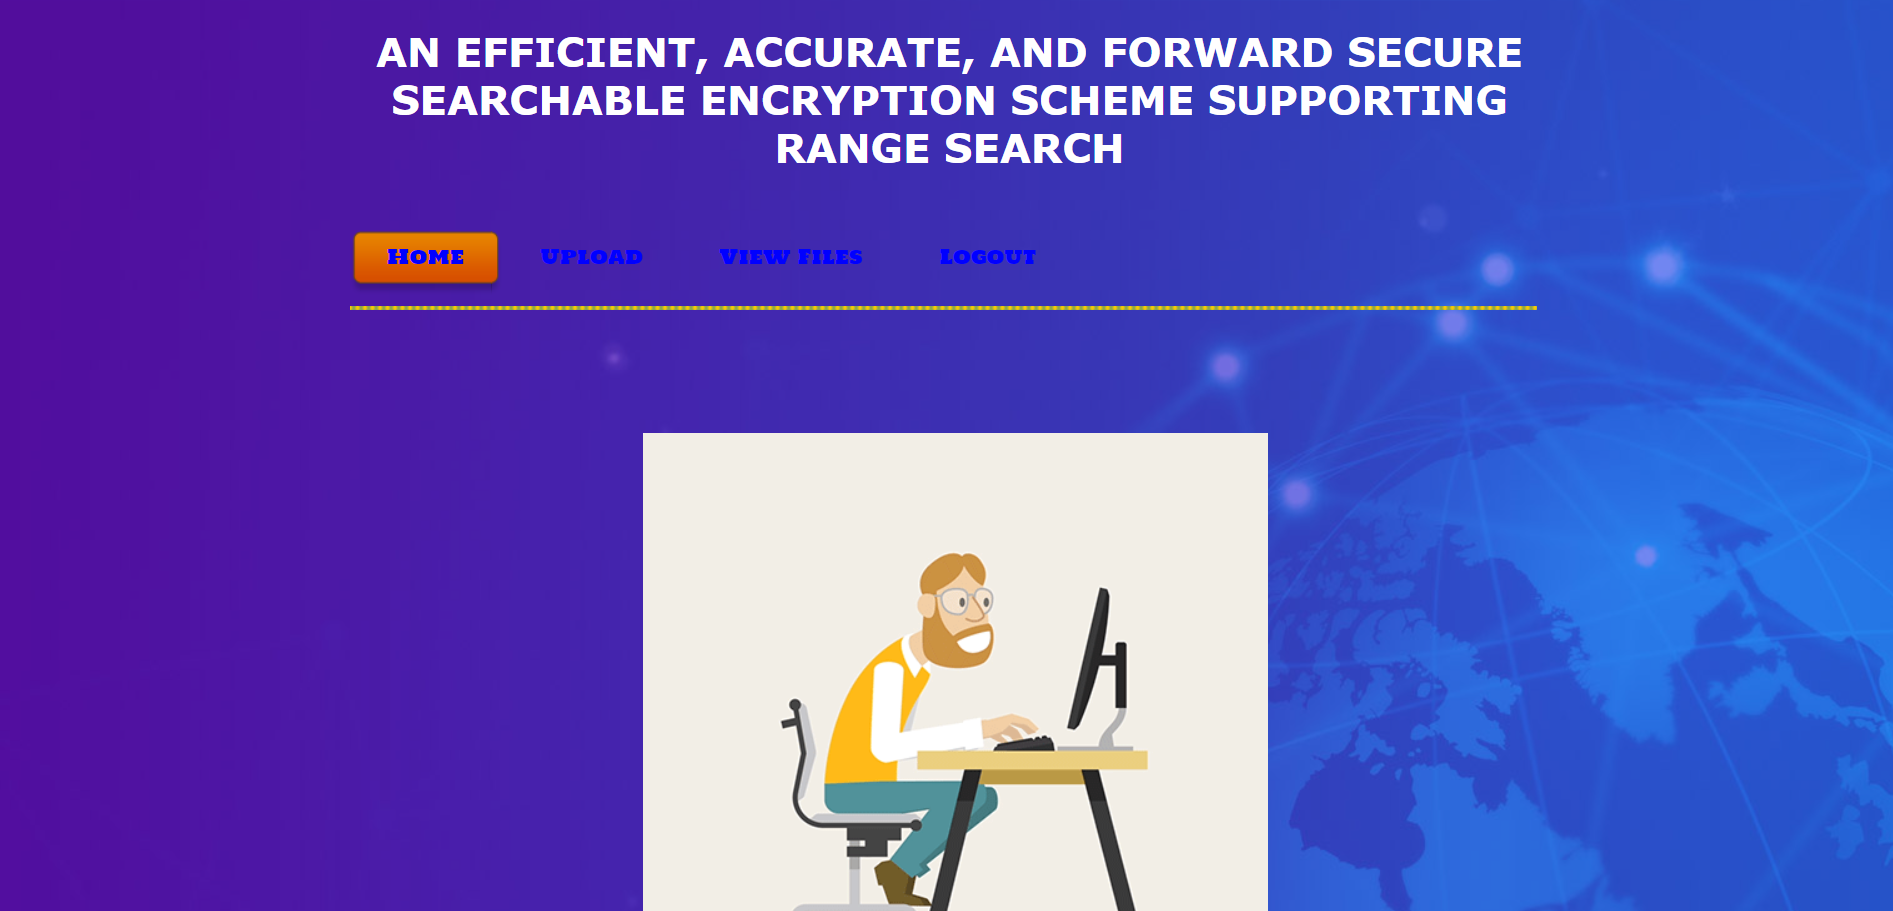 AN EFFICIENT, ACCURATE, AND FORWARD SECURE
SEARCHABLE ENCRYPTION SCHEME SUPPORTING
RANGE SEARCH
Home Upload View Files Logout